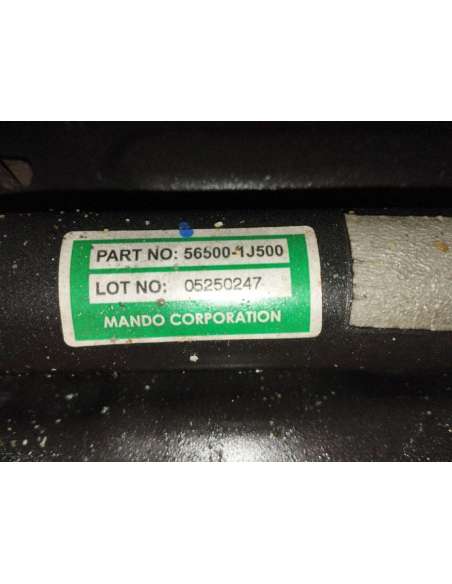 PART NO: 56500-1J500
LOT NO: 05250247
MANDO CORPORATION